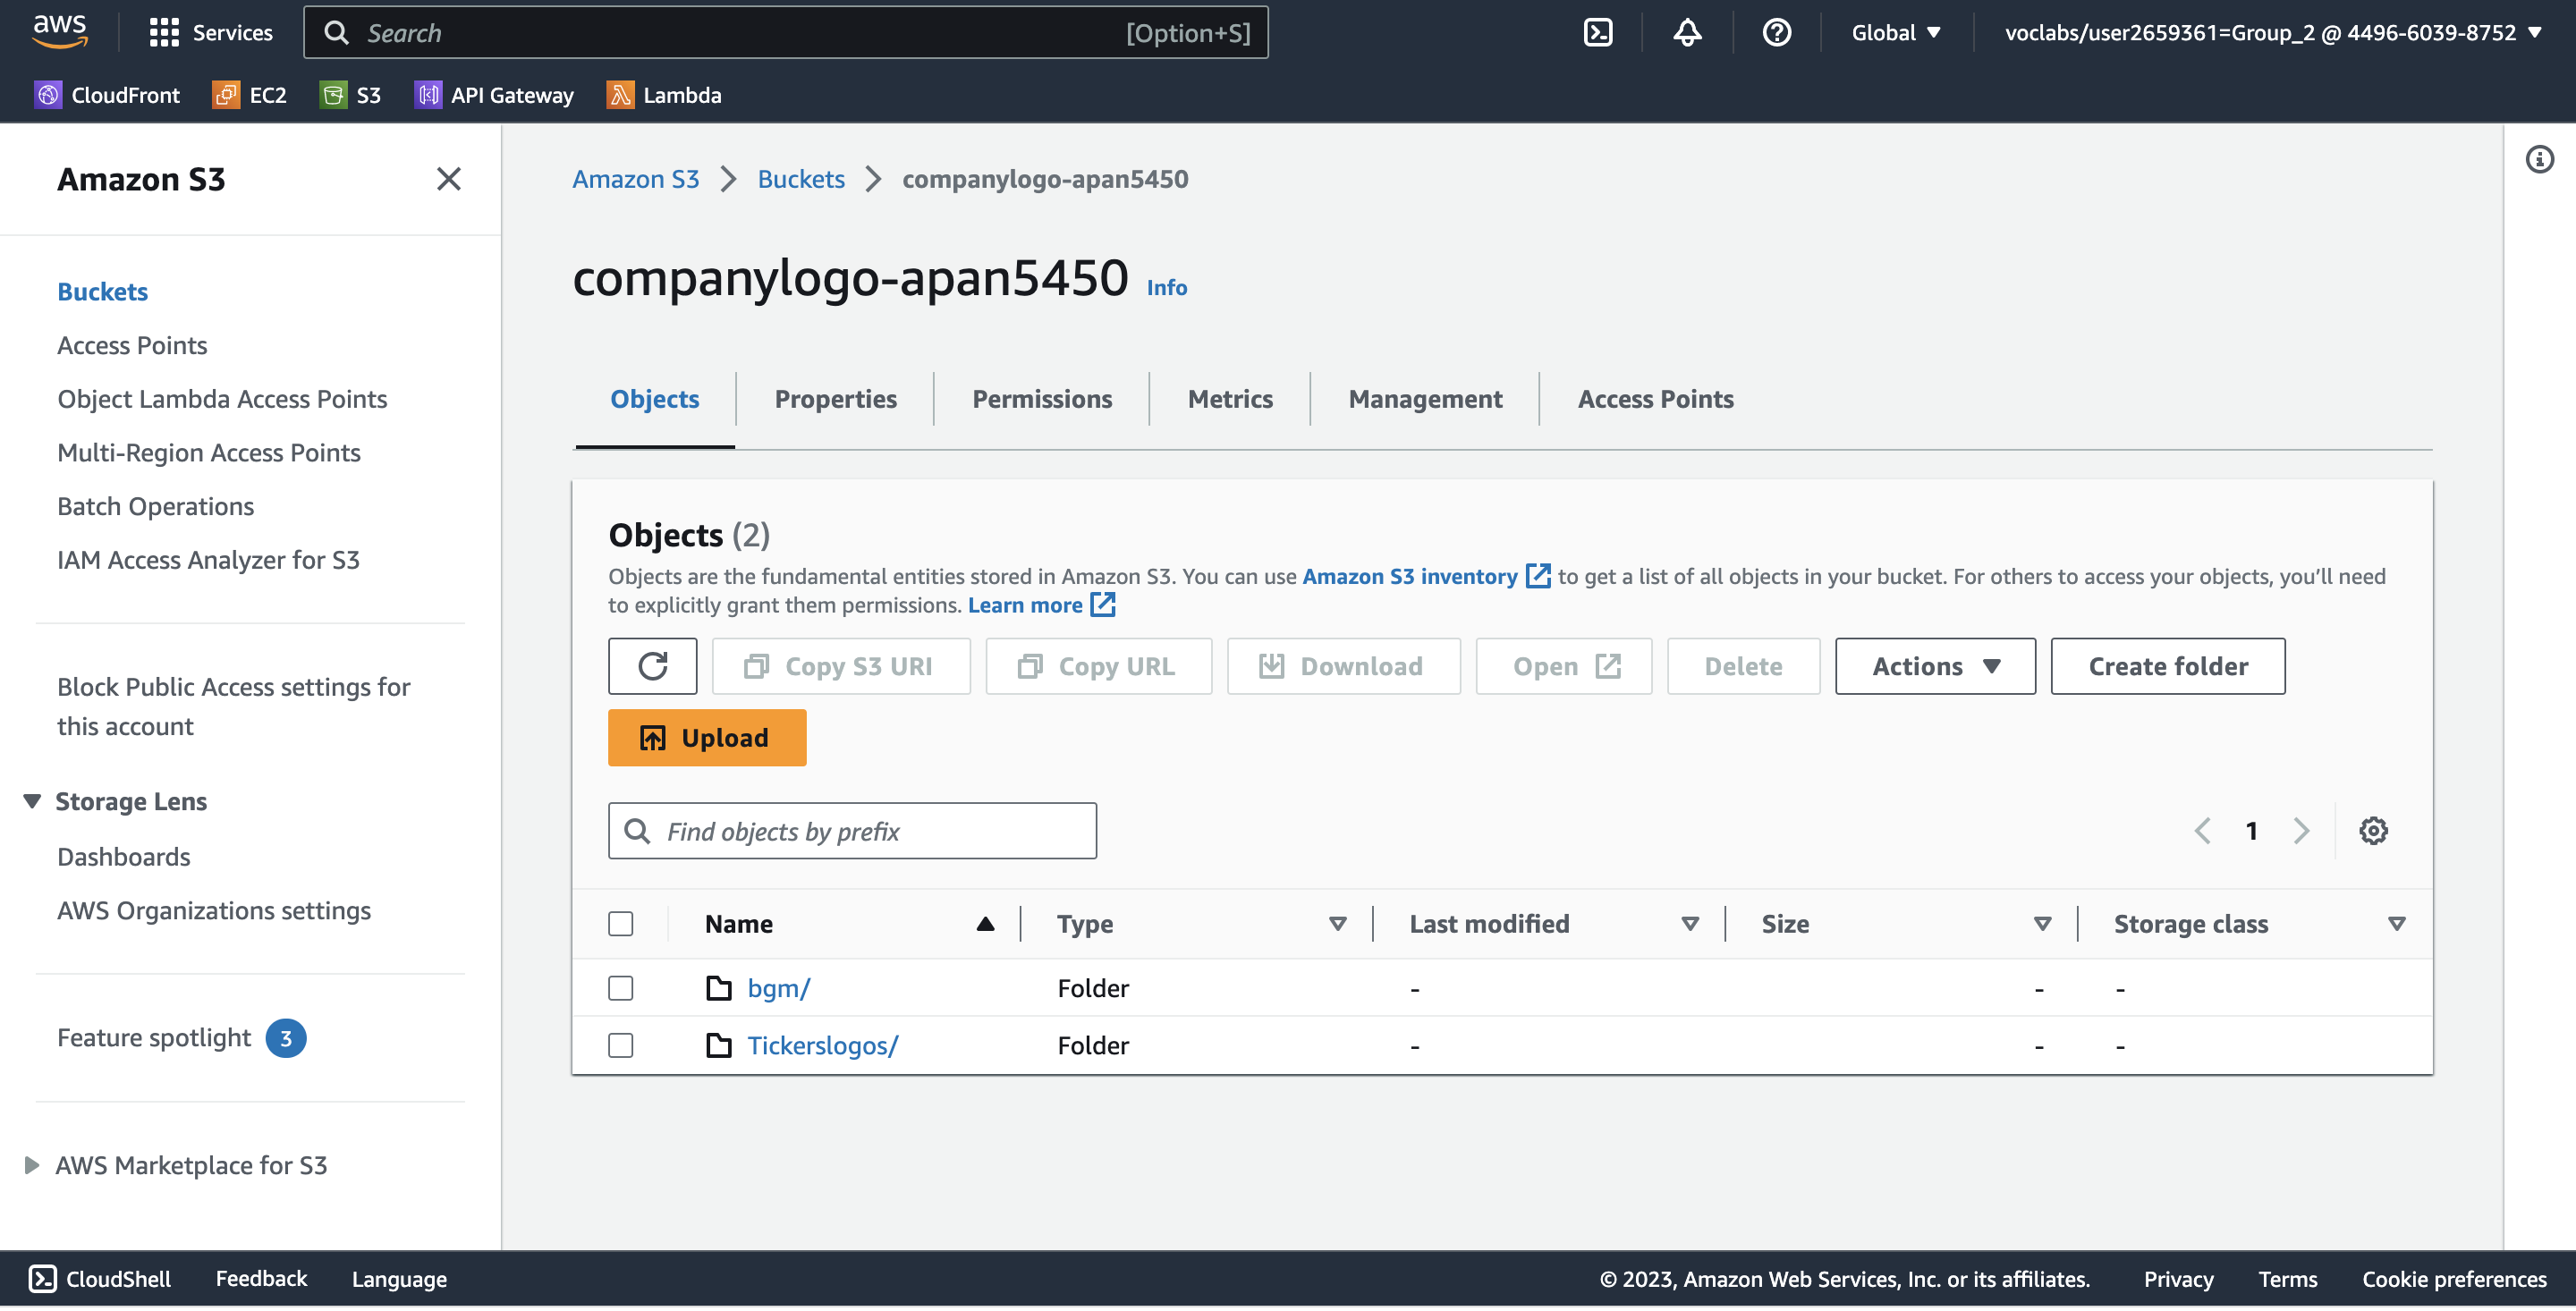 aws
Services
Search
[Option+S]
Global
voclabs/user2659361=Group_2 @ 4496-6039-8752
CloudFront
EC2
S3
API Gateway
Lambda
Amazon S3
Buckets
Access Points
Object Lambda Access Points
Multi-Region Access Points
Batch Operations
IAM Access Analyzer for S3
Block Public Access settings for
this account
Storage Lens
Dashboards
AWS Organizations settings
Feature spotlight 3
AWS Marketplace for S3
Amazon S3 > Buckets > companylogo-apan5450
companylogo-apan5450 Info
Objects
Properties
Permissions
Metrics
Management
Access Points
Objects (2)
Objects are the fundamental entities stored in Amazon S3. You can use Amazon S3 inventory to get a list of all objects in your bucket. For others to access your objects, you'll need
to explicitly grant them permissions. Learn more
Copy S3 URI
Copy URL
Download
Open
Delete
Actions
Create folder
Upload
Find objects by prefix
1
Name Type Last modified Size Storage class
bgm/ Folder - - -
Tickerslogos/ Folder - - -
CloudShell
Feedback
Language
© 2023, Amazon Web Services, Inc. or its affiliates.
Privacy
Terms
Cookie preferences